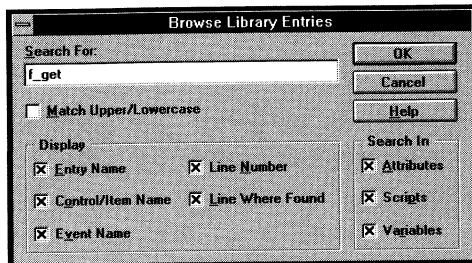 Browse Library Entries
Search For:
f_get
Match Upper/Lowercase
OK
Cancel
Help
Display
Entry Name
Line Number
Control/Item Name
Line Where Found
Event Name
Search In
Attributes
Scripts
Variables